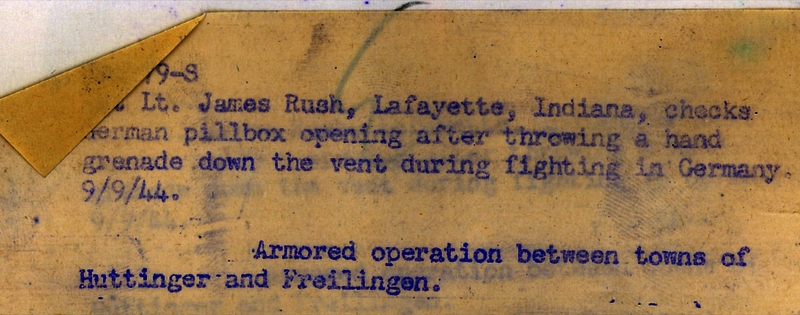 79-S
Lt. James Rush, Lafayette, Indiana, checks
German pillbox opening after throwing a hand
grenade down the vent during fighting in Germany.
9/9/44.
Armored operation between towns of
Huttinger and Freilingen.